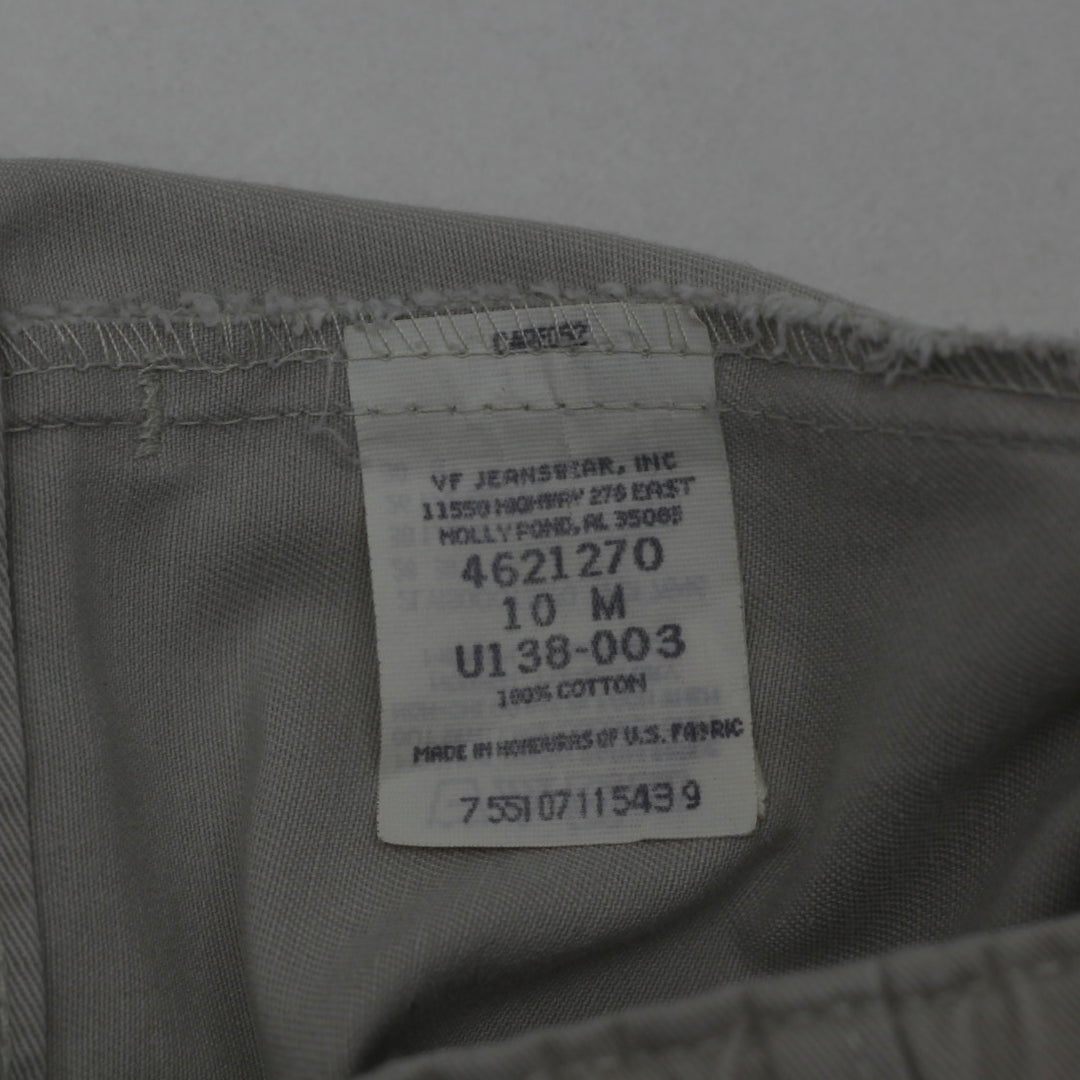 VF JEANSWEAR, INC
11550 HIGHWAY 278 EAST
HOLLY POND, AL 35083
4621270
10 M
U138-003
100% COTTON
MADE IN HONDURAS OF U.S. FABRIC
755107115439